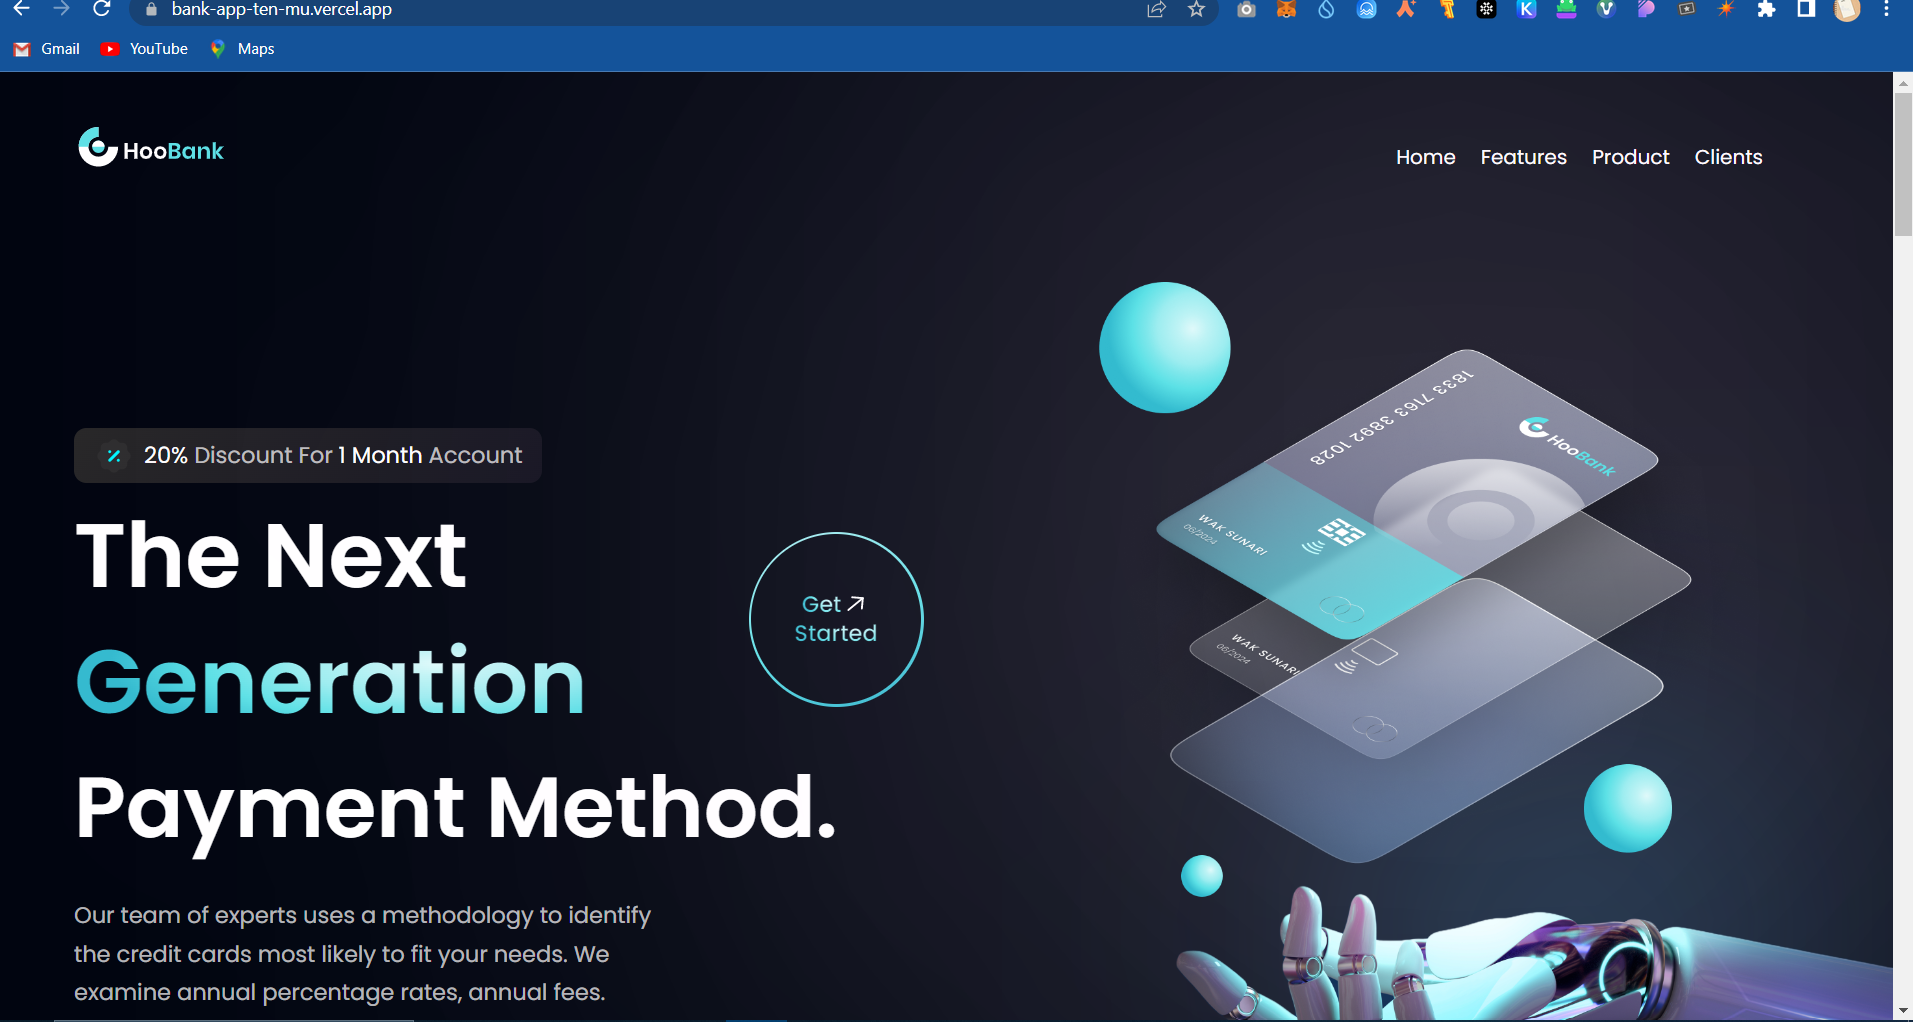 bank-app-ten-mu.vercel.app
Gmail YouTube Maps
HooBank
Home Features Product Clients
20% Discount For 1 Month Account
The Next
Generation
Payment Method.
Get
Started
Our team of experts uses a methodology to identify
the credit cards most likely to fit your needs. We
examine annual percentage rates, annual fees.
1833 7163 3892 1028
HooBank
WAK SUNARI
08/2024
WAK SUNARI
08/2024